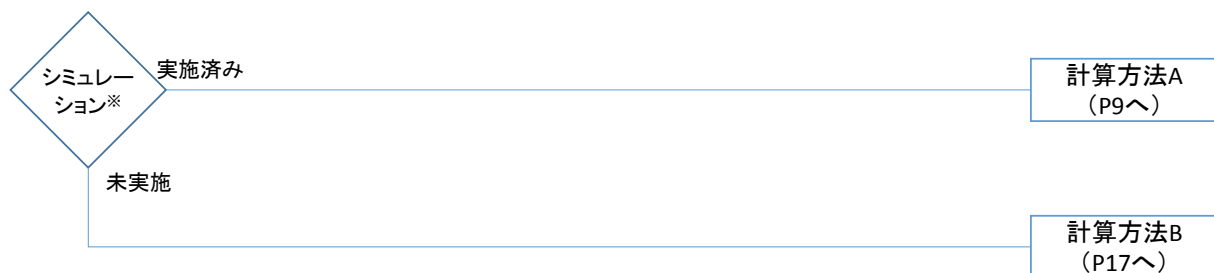 シミュレー
ション※
実施済み
計算方法A
（P9へ）
未実施
計算方法B
（P17へ）